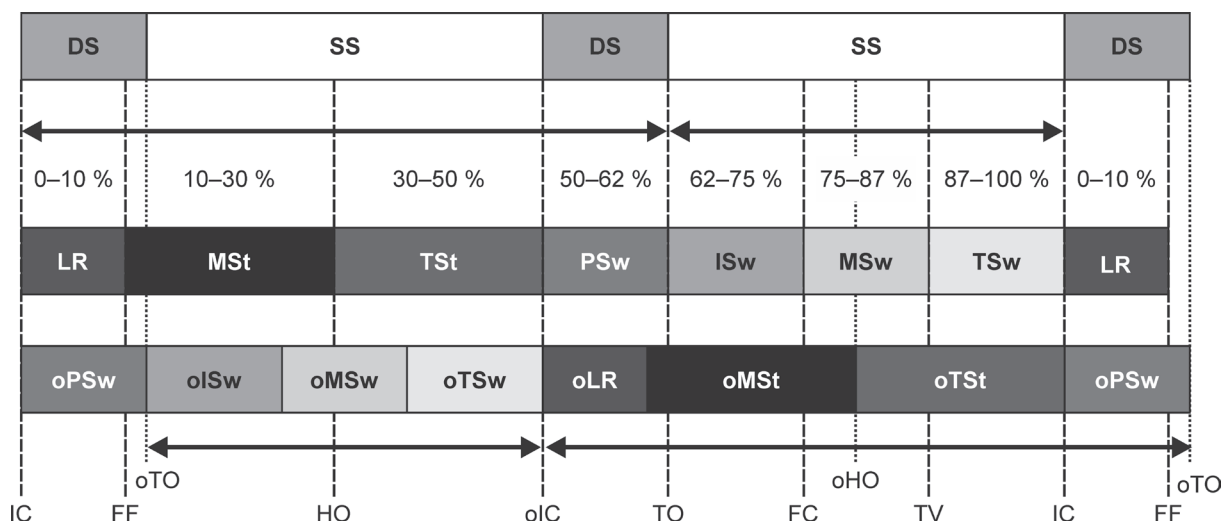 DS SS DS SS DS
0–10 % 10–30 % 30–50 % 50–62 % 62–75 % 75–87 % 87–100 % 0–10 %
LR MSt TSt PSw ISw MSw TSw LR
oPSw oISw oMSw oTSw oLR oMSt oTSt oPSw
oTO oHO oTO
IC FF HO oIC TO FC TV IC FF